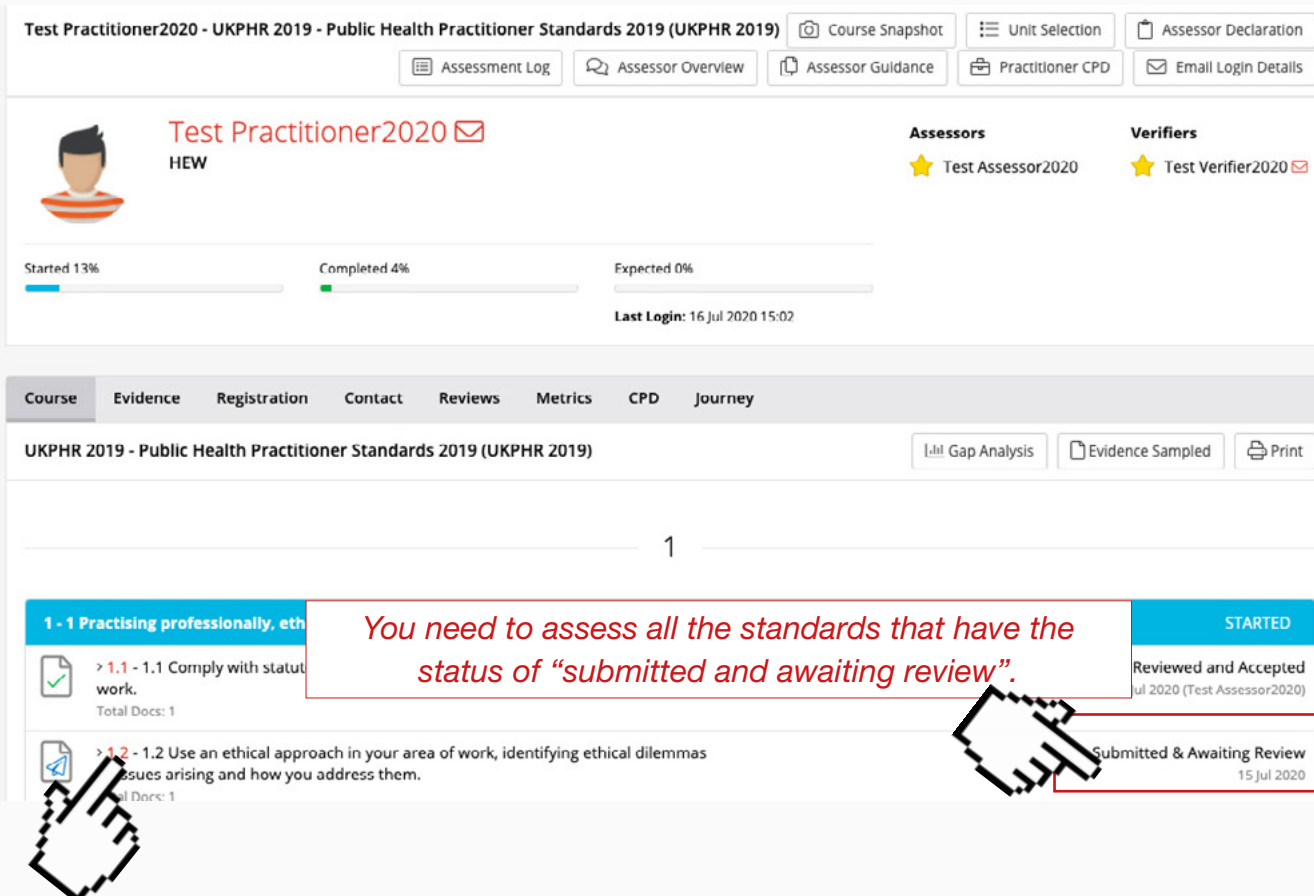 Test Practitioner2020 - UKPHR 2019 - Public Health Practitioner Standards 2019 (UKPHR 2019)
Course Snapshot
Unit Selection
Assessor Declaration
Assessment Log
Assessor Overview
Assessor Guidance
Practitioner CPD
Email Login Details
Test Practitioner2020
HEW
Assessors
Verifiers
Test Assessor2020
Test Verifier2020
Started 13%
Completed 4%
Expected 0%
Last Login: 16 Jul 2020 15:02
Course Evidence Registration Contact Reviews Metrics CPD Journey
UKPHR 2019 - Public Health Practitioner Standards 2019 (UKPHR 2019)
Gap Analysis
Evidence Sampled
Print
1
1 - 1 Practising professionally,
STARTED
You need to assess all the standards that have the
status of “submitted and awaiting review”.
> 1.1 - 1.1 Comply with
work.
Total Docs: 1
Reviewed and Accepted
2020 (Test Assessor2020)
> 1.2 - 1.2 Use an ethical approach in your area of work, identifying ethical dilemmas
arising and how you address them.
Docs: 1
Submitted & Awaiting Review
15 Jul 2020